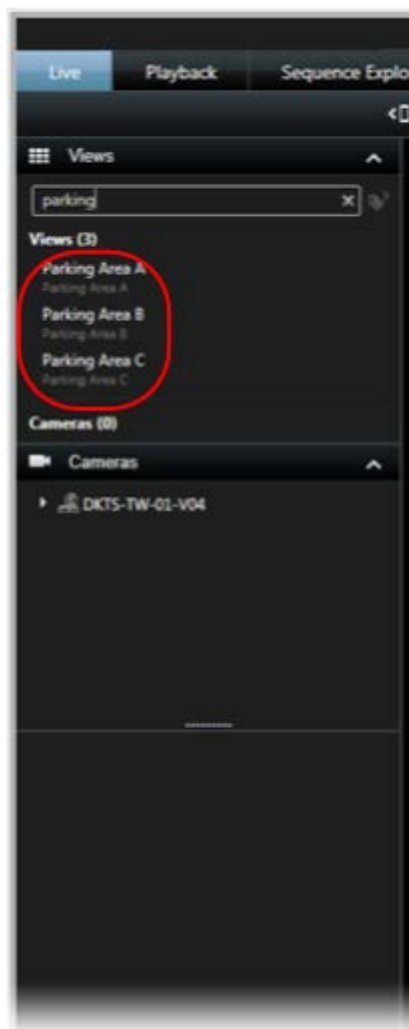 Live Playback Sequence Explo
Views
parking
Views (3)
Parking Area A
Parking Area A
Parking Area B
Parking Area B
Parking Area C
Parking Area C
Cameras (0)
Cameras
DKTS-TW-01-V04